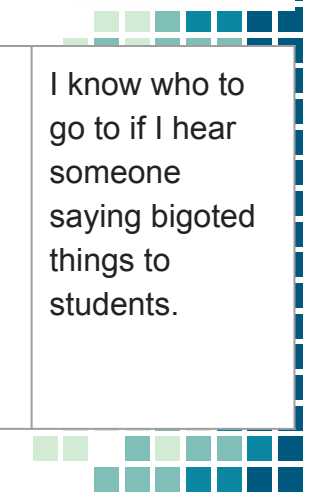 I know who to
go to if I hear
someone
saying bigoted
things to
students.